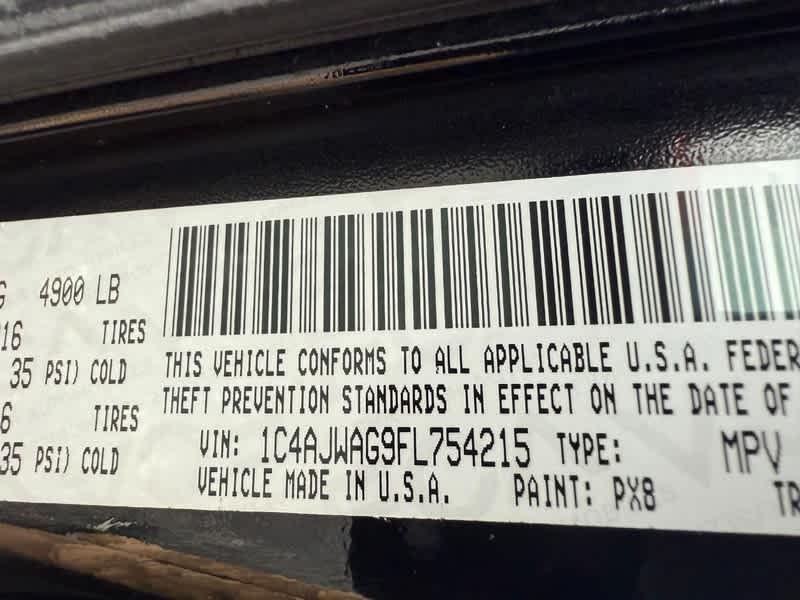 G 4900 LB
16 TIRES
35 PSI) COLD
6 TIRES
35 PSI) COLD
THIS VEHICLE CONFORMS TO ALL APPLICABLE U.S.A. FEDER
THEFT PREVENTION STANDARDS IN EFFECT ON THE DATE OF
VIN: 1C4AJWAG9FL754215 TYPE: MPV
VEHICLE MADE IN U.S.A. PAINT: PX8 TR